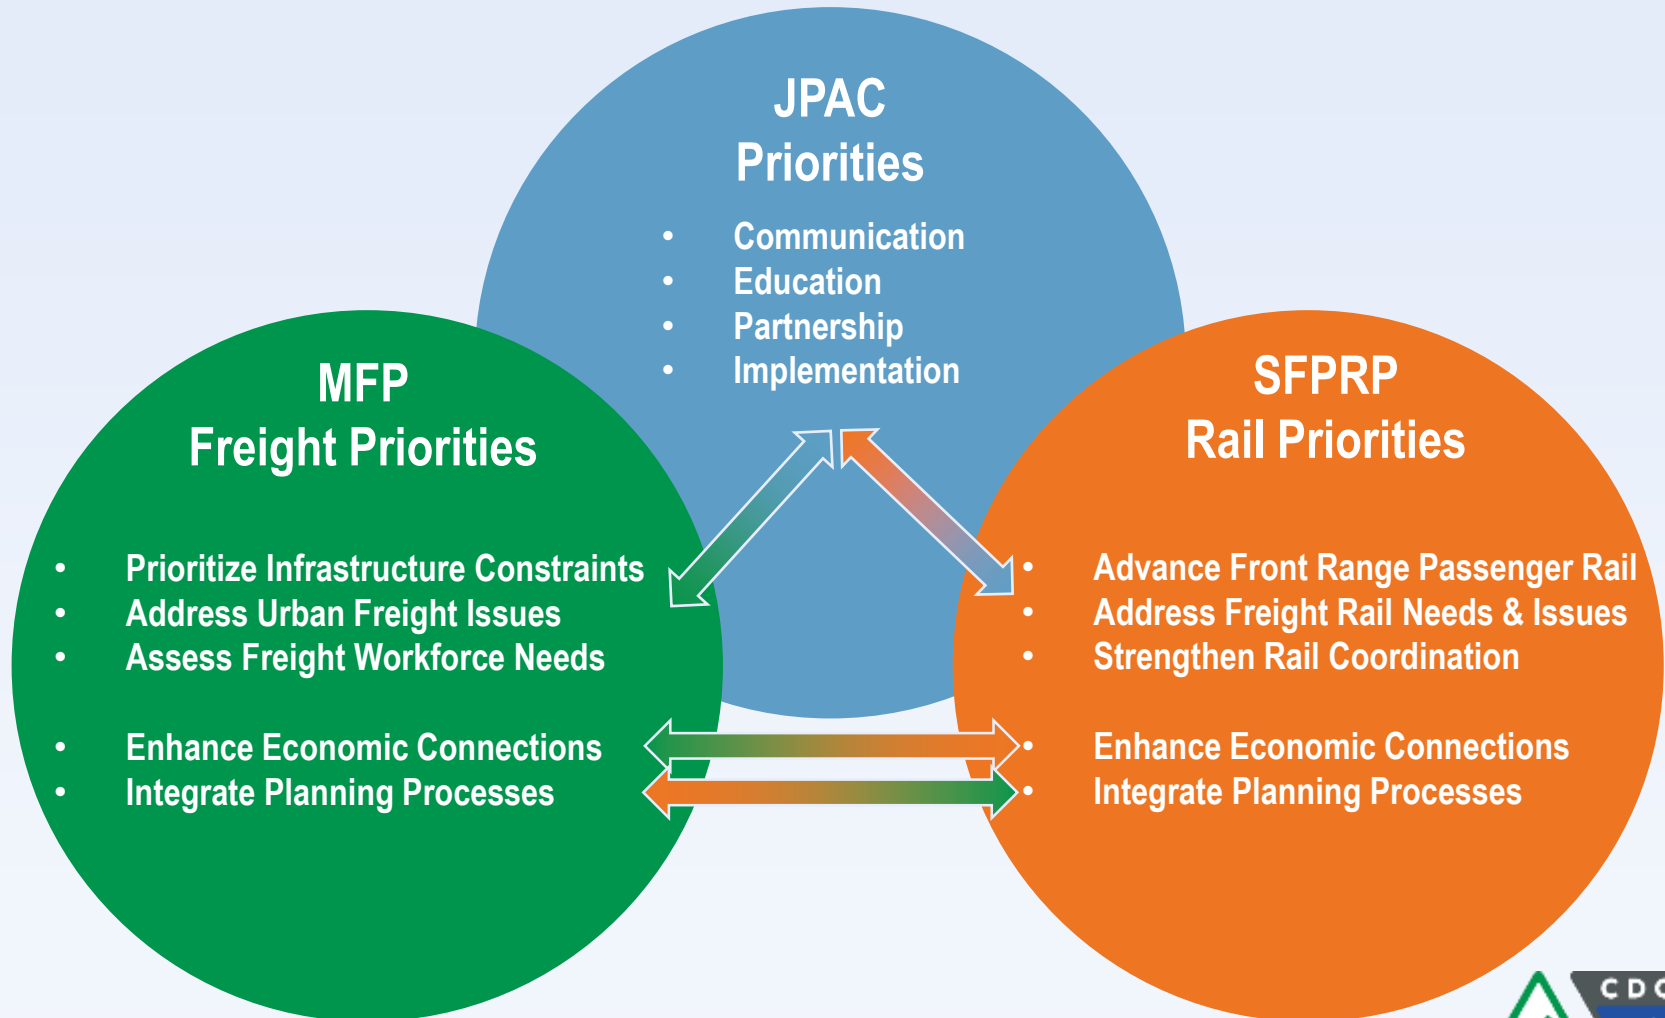 JPAC
Priorities
• Communication
• Education
• Partnership
• Implementation
MFP
Freight Priorities
• Prioritize Infrastructure Constraints
• Address Urban Freight Issues
• Assess Freight Workforce Needs
• Enhance Economic Connections
• Integrate Planning Processes
SFPRP
Rail Priorities
• Advance Front Range Passenger Rail
• Address Freight Rail Needs & Issues
• Strengthen Rail Coordination
• Enhance Economic Connections
• Integrate Planning Processes